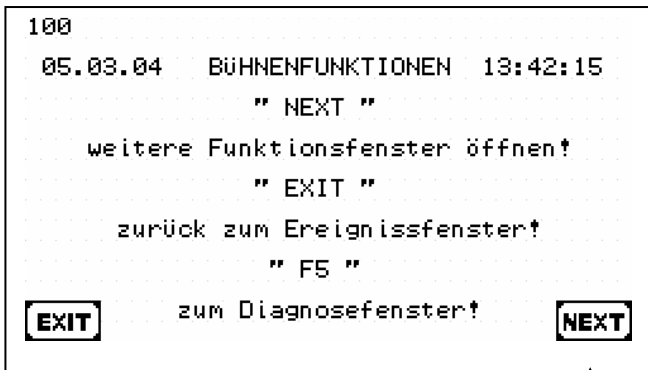 100
05.03.04 BÜHNENFUNKTIONEN 13:42:15
" NEXT "
weitere Funktionsfenster öffnen!
" EXIT "
zurück zum Ereignissfenster!
" F5 "
zum Diagnosefenster!
EXIT NEXT